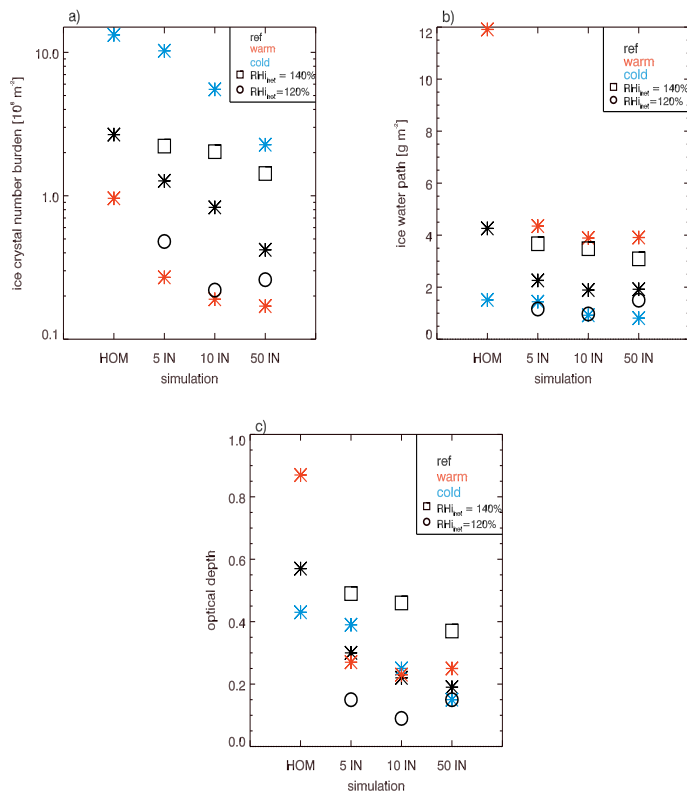 a)
10.0
1.0
0.1
ice crystal number burden [10⁶ m⁻²]
ref
warm
cold
RHi_het = 140%
RHi_het=120%
HOM 5 IN 10 IN 50 IN
simulation
b)
12
10
8
6
4
2
0
ice water path [g m⁻²]
ref
warm
cold
RHi_het = 140%
RHi_het=120%
HOM 5 IN 10 IN 50 IN
simulation
c)
1.0
0.8
0.6
0.4
0.2
0.0
optical depth
ref
warm
cold
RHi_het = 140%
RHi_het=120%
HOM 5 IN 10 IN 50 IN
simulation